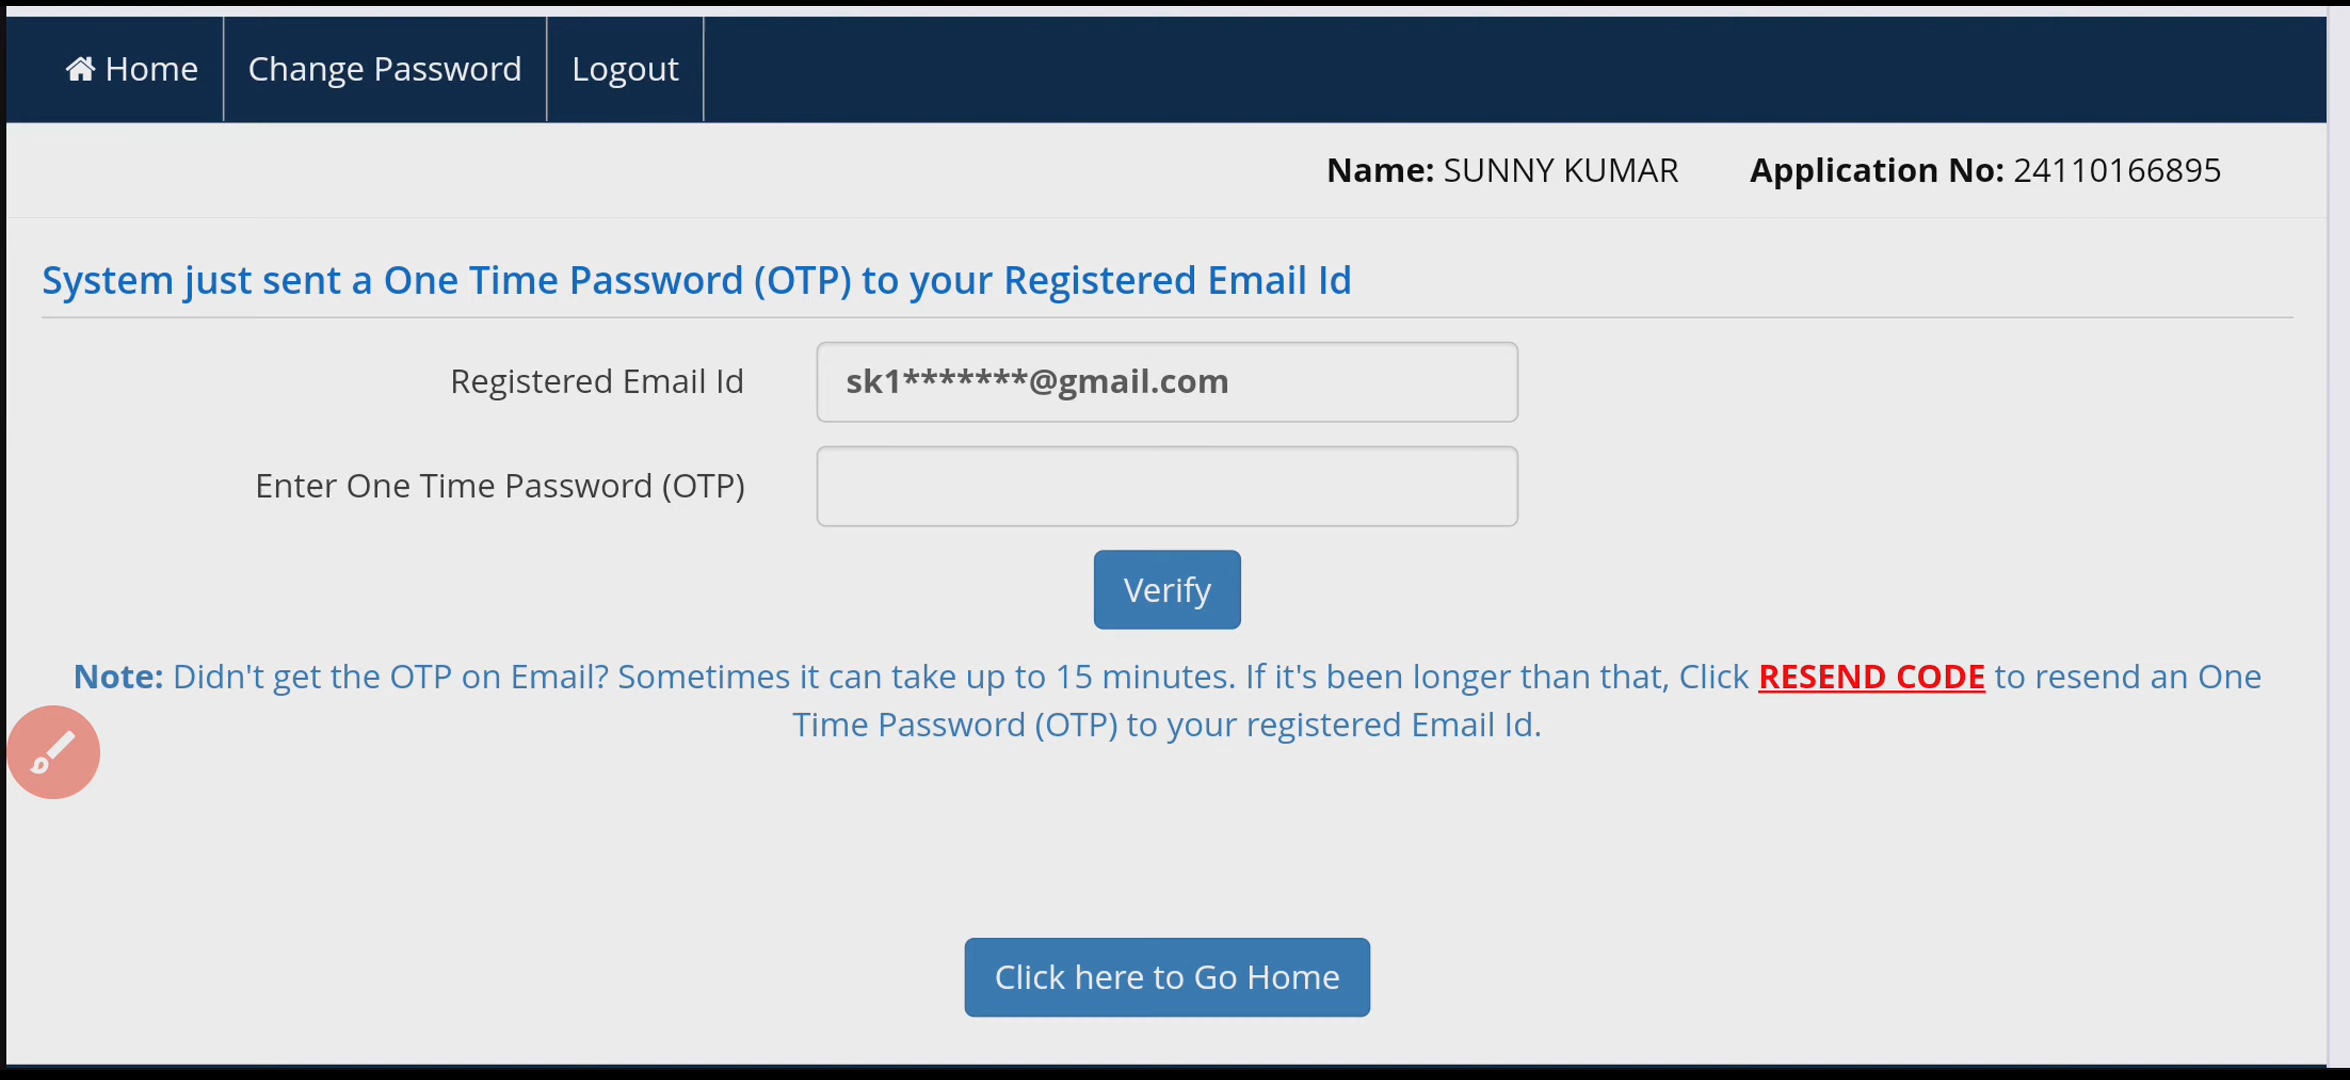 Home Change Password Logout
Name: SUNNY KUMAR Application No: 24110166895
System just sent a One Time Password (OTP) to your Registered Email Id
Registered Email Id sk1*******@gmail.com
Enter One Time Password (OTP)
Verify
Note: Didn't get the OTP on Email? Sometimes it can take up to 15 minutes. If it's been longer than that, Click RESEND CODE to resend an One
Time Password (OTP) to your registered Email Id.
Click here to Go Home